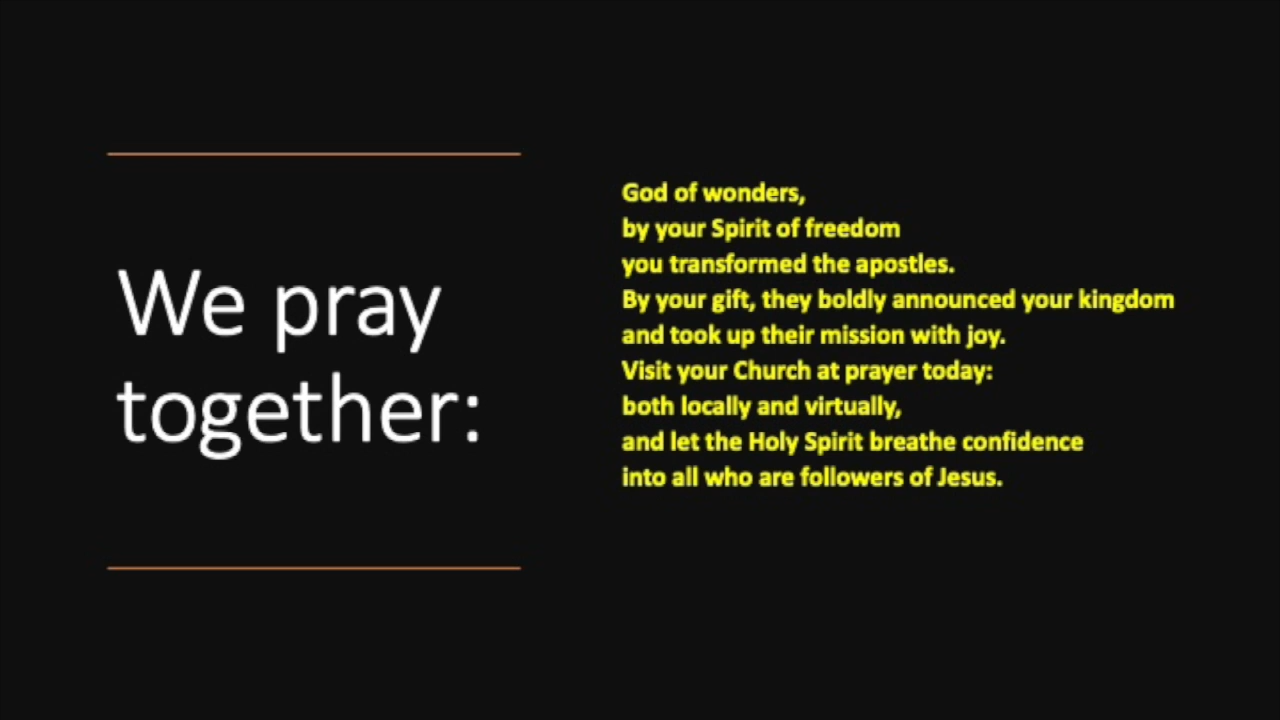 We pray
together:
God of wonders,
by your Spirit of freedom
you transformed the apostles.
By your gift, they boldly announced your kingdom
and took up their mission with joy.
Visit your Church at prayer today:
both locally and virtually,
and let the Holy Spirit breathe confidence
into all who are followers of Jesus.